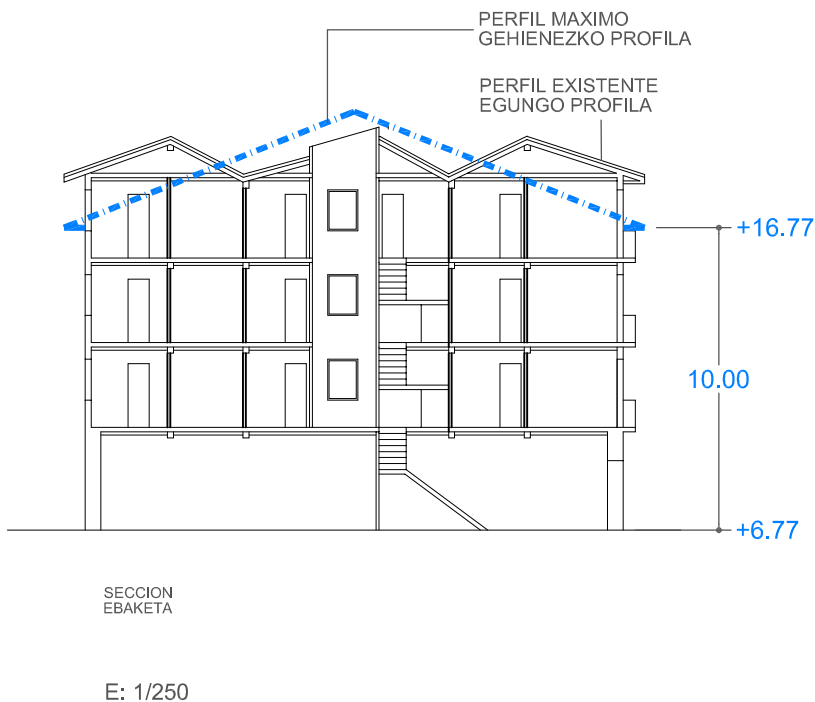 PERFIL MAXIMO
GEHIENEZKO PROFILA
PERFIL EXISTENTE
EGUNGO PROFILA
+16.77
10.00
+6.77
SECCION
EBAKETA
E: 1/250